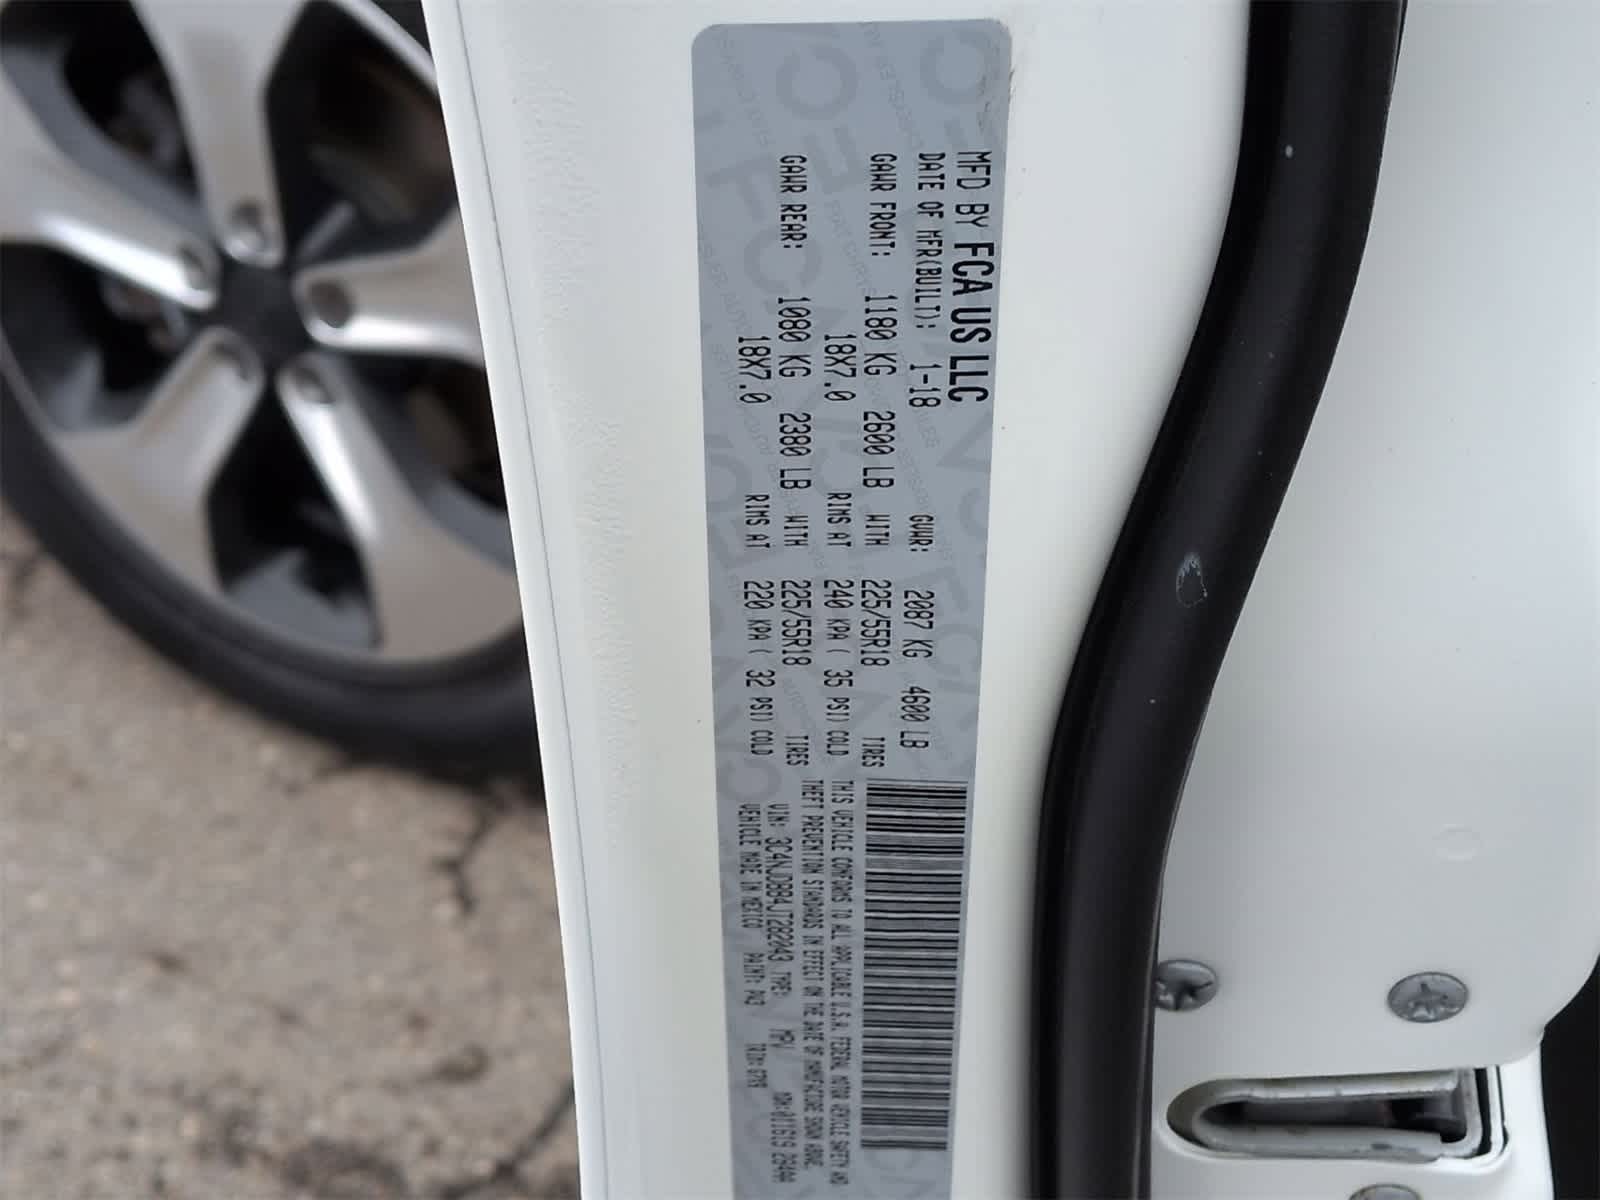 MFD BY FCA US LLC
DATE OF MFR(BUILT): 1-18 GVWR: 2087 KG 4600 LB
GAWR FRONT: 1180 KG 2600 LB WITH 225/55R18 TIRES
18X7.0 RIMS AT 240 KPA ( 35 PSI) COLD
GAWR REAR: 1080 KG 2380 LB WITH 225/55R18 TIRES
18X7.0 RIMS AT 220 KPA ( 32 PSI) COLD
THIS VEHICLE CONFORMS TO ALL APPLICABLE U.S.A. FEDERAL MOTOR VEHICLE SAFETY AND
THEFT PREVENTION STANDARDS IN EFFECT ON THE DATE OF MANUFACTURE SHOWN ABOVE.
VIN: 3C4NJDBB4JT282043 TYPE: MPV
VEHICLE MADE IN MEXICO PAINT: TRIM: